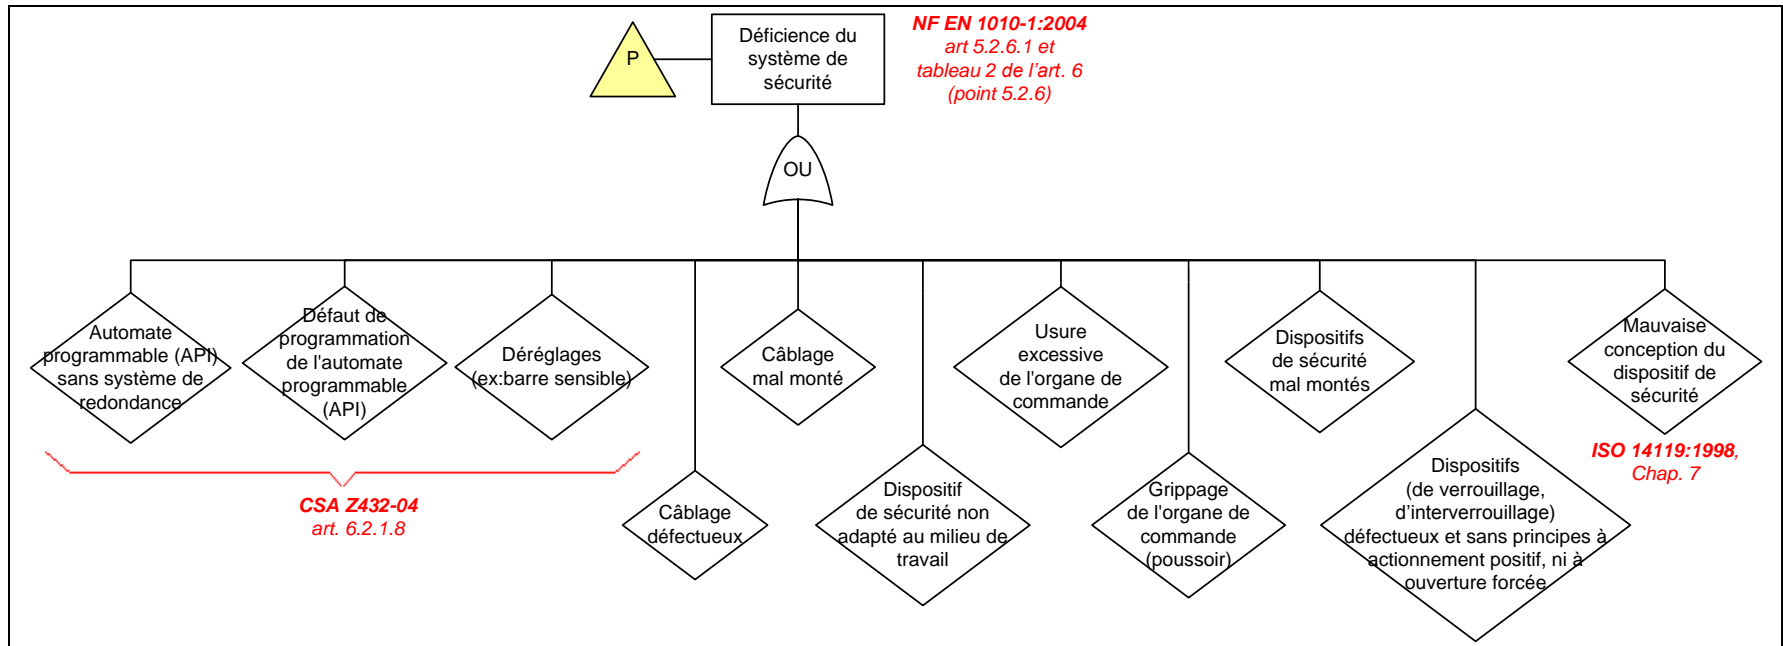 P
Déficience du
système de
sécurité
NF EN 1010-1:2004
art 5.2.6.1 et
tableau 2 de l'art. 6
(point 5.2.6)
OU
Automate
programmable (API)
sans système de
redondance
Défaut de
programmation
de l'automate
programmable
(API)
Déréglages
(ex:barre sensible)
CSA Z432-04
art. 6.2.1.8
Câblage
défectueux
Câblage
mal monté
Dispositif
de sécurité non
adapté au milieu de
travail
Usure
excessive
de l'organe de
commande
Grippage
de l'organe de
commande
(poussoir)
Dispositifs
de sécurité
mal montés
Dispositifs
(de verrouillage,
d'interverrouillage)
défectueux et sans principes à
actionnement positif, ni à
ouverture forcée
Mauvaise
conception du
dispositif de
sécurité
ISO 14119:1998,
Chap. 7